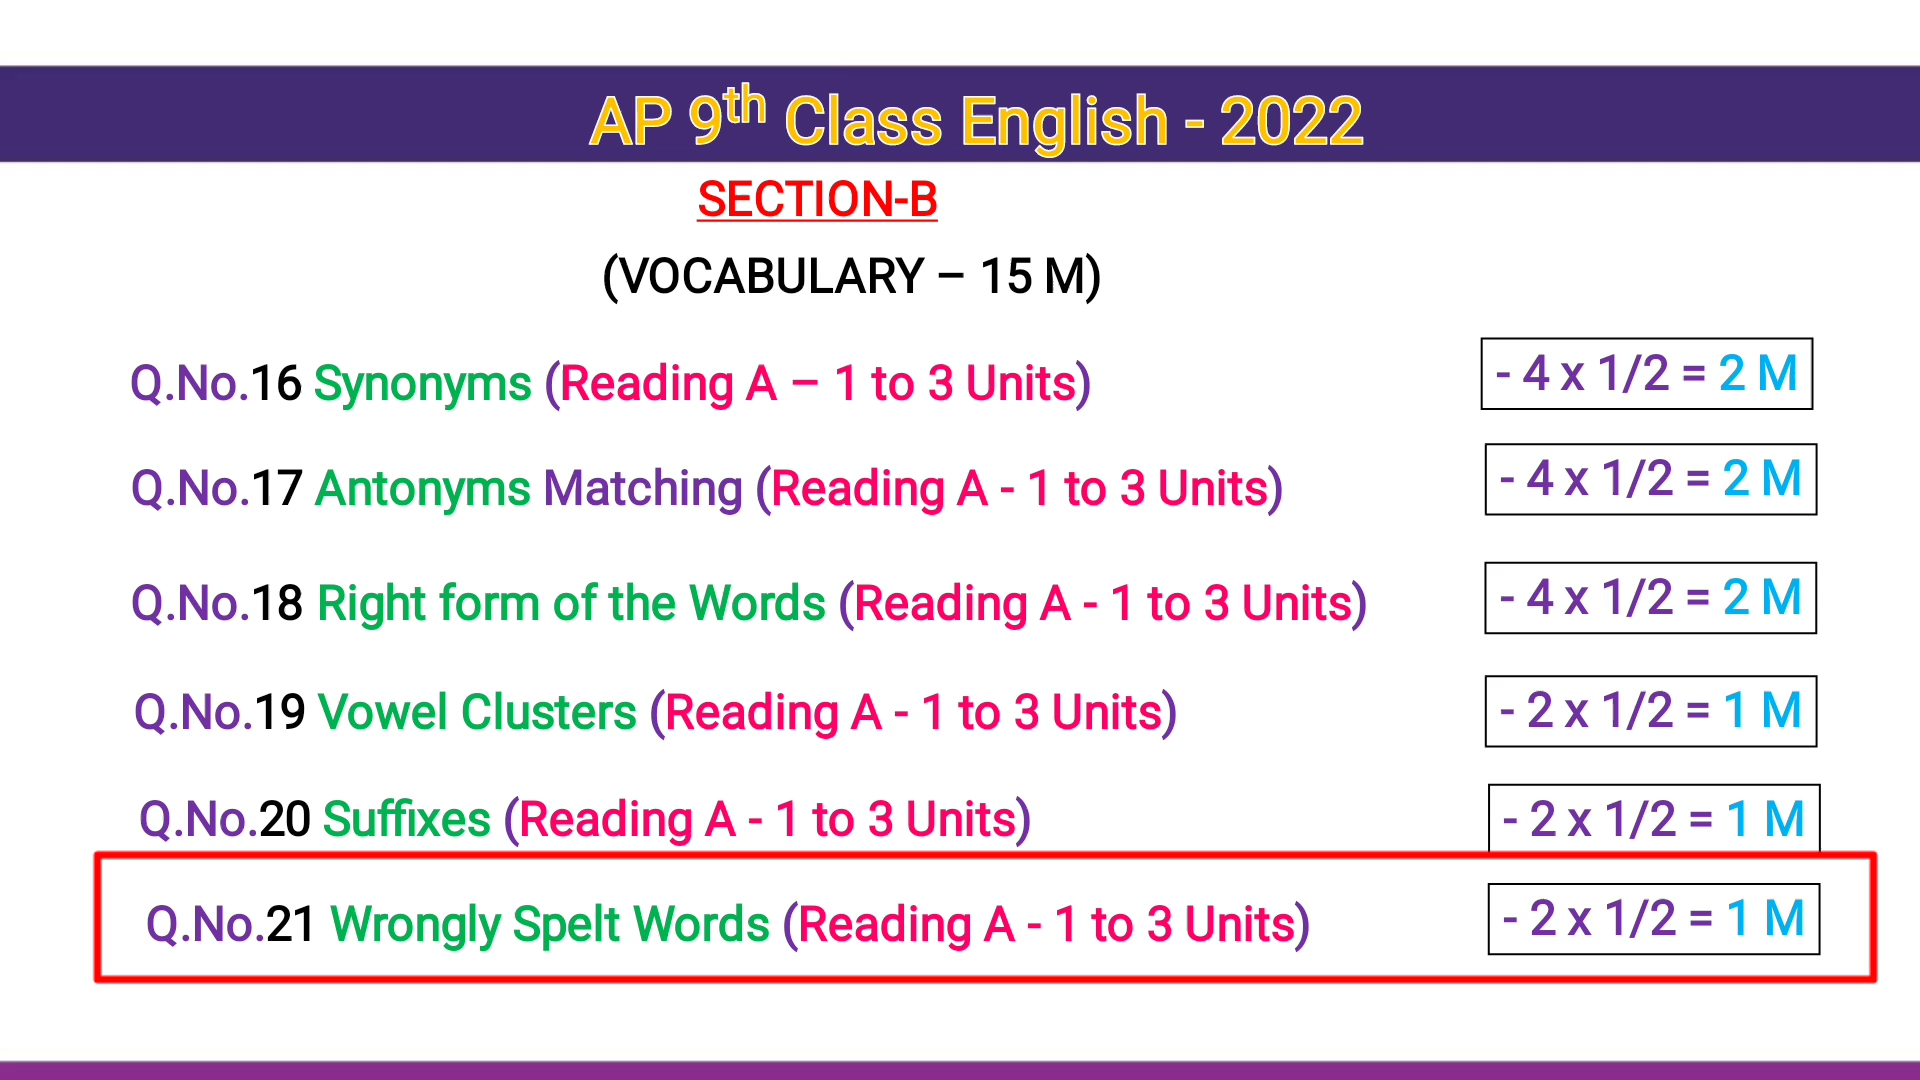 AP 9th Class English - 2022
SECTION-B
(VOCABULARY – 15 M)
Q.No.16 Synonyms (Reading A – 1 to 3 Units) - 4 x 1/2 = 2 M
Q.No.17 Antonyms Matching (Reading A - 1 to 3 Units) - 4 x 1/2 = 2 M
Q.No.18 Right form of the Words (Reading A - 1 to 3 Units) - 4 x 1/2 = 2 M
Q.No.19 Vowel Clusters (Reading A - 1 to 3 Units) - 2 x 1/2 = 1 M
Q.No.20 Suffixes (Reading A - 1 to 3 Units) - 2 x 1/2 = 1 M
Q.No.21 Wrongly Spelt Words (Reading A - 1 to 3 Units) - 2 x 1/2 = 1 M